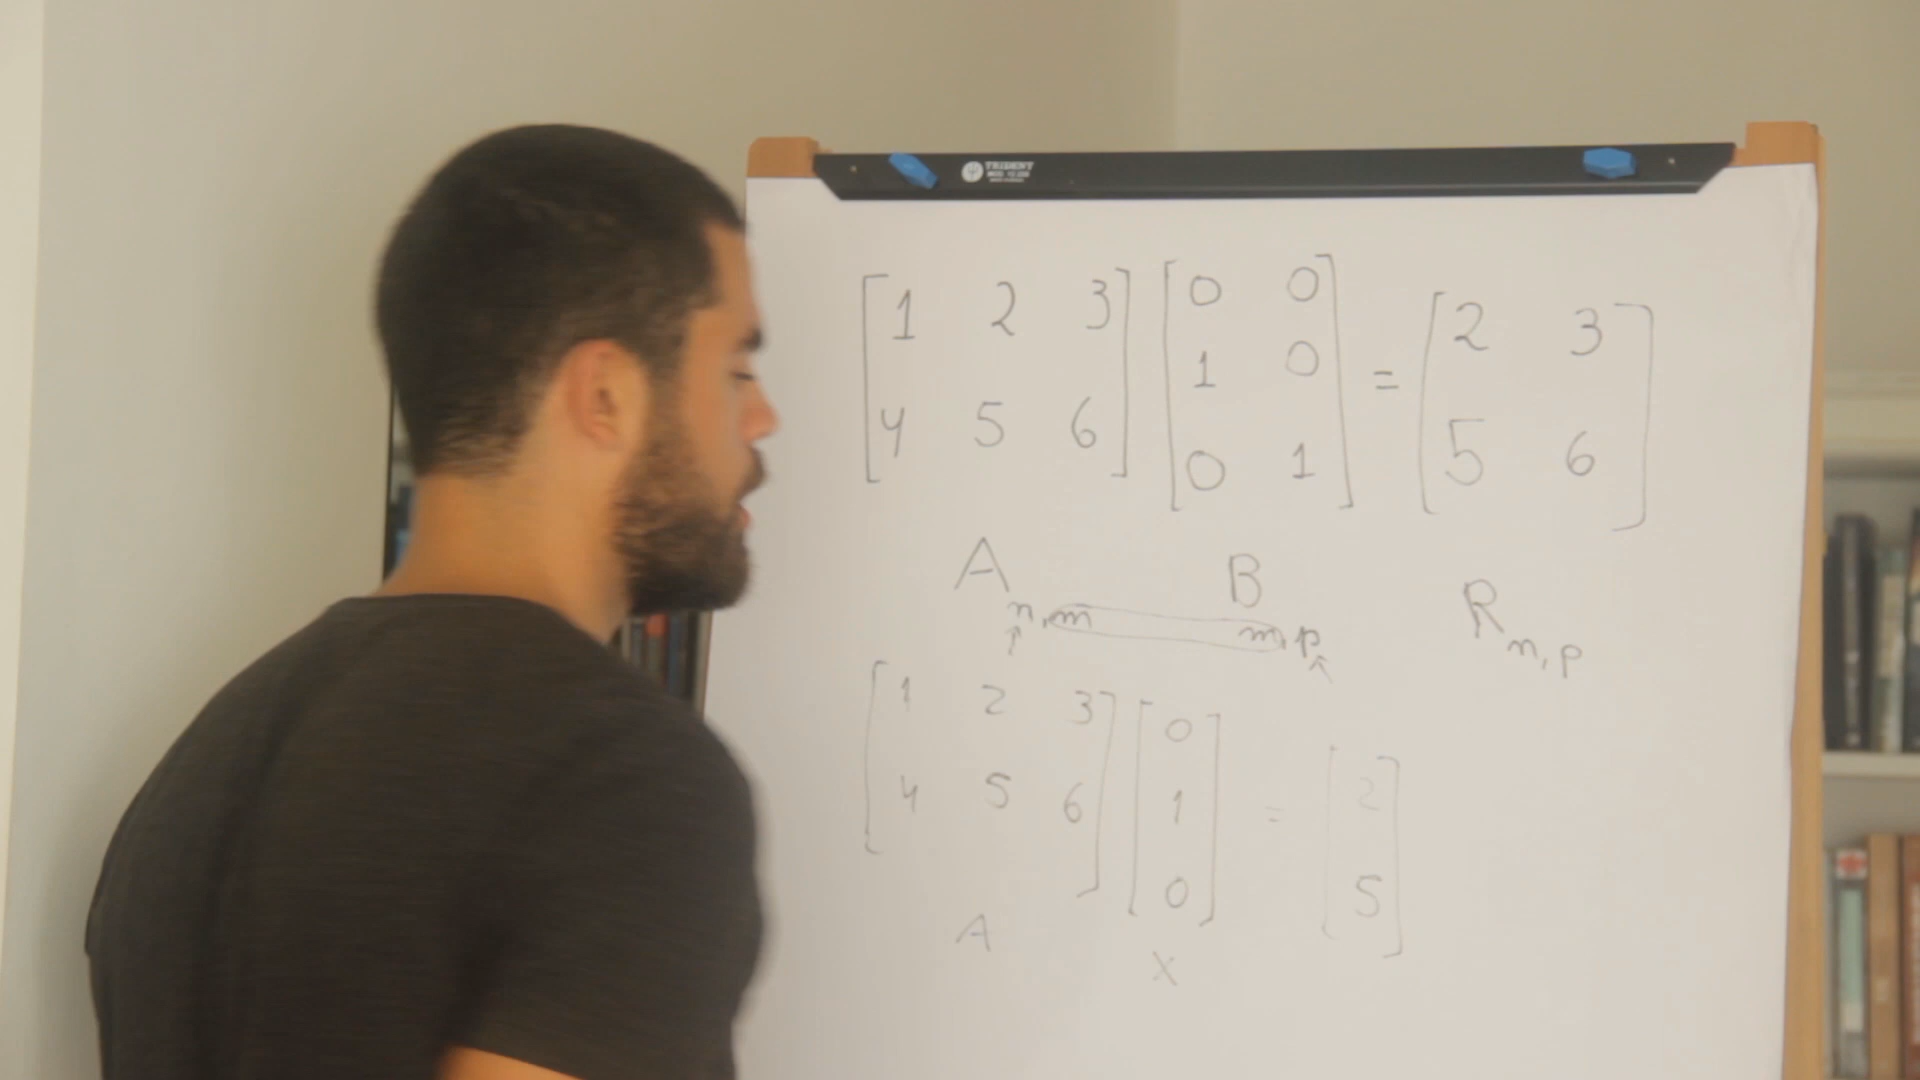 TRIDENT
[1 2 3] [0 0] = [2 3]
[4 5 6] [1 0] [5 6]
[0 1]
A n,m B m,p R n,p
[1 2 3] [0] = [2]
[4 5 6] [1] [5]
[0]
A X